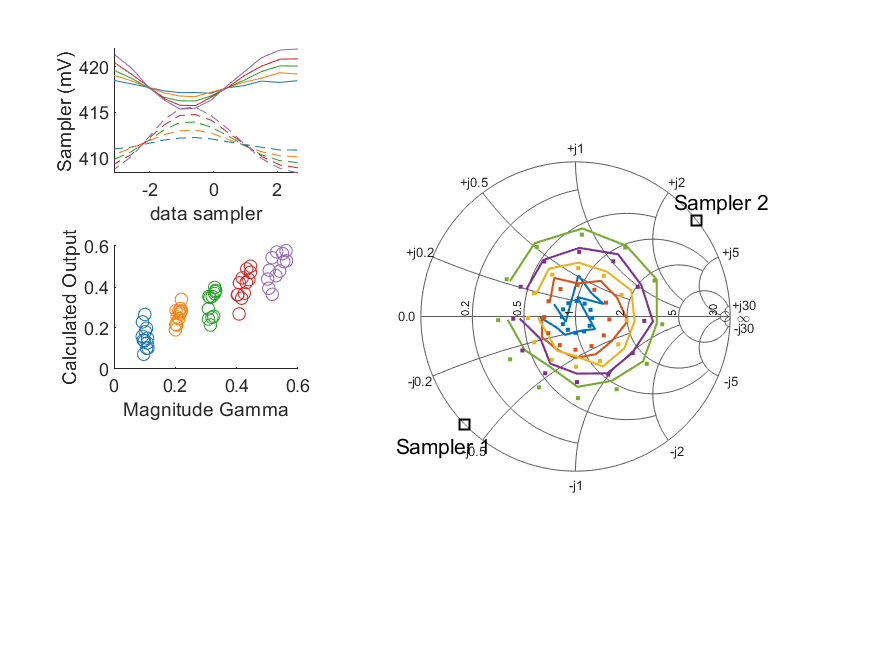 Sampler (mV)
420
415
410
-2
0
2
data sampler
Calculated Output
0.6
0.4
0.2
0
0
0.2
0.4
0.6
Magnitude Gamma
+j1
+j0.5
+j2
Sampler 2
+j0.2
+j5
0.0
0.2
0.5
1
2
5
30
+j30
∞
-j30
-j0.2
-j5
Sampler 1
-j0.5
-j2
-j1